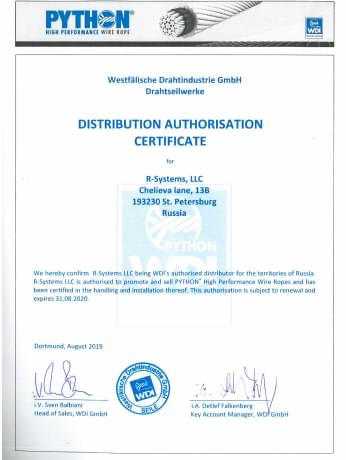 PYTHON®
HIGH PERFORMANCE WIRE ROPE
WDI
Westfälische Drahtindustrie GmbH
Drahtseilwerke
DISTRIBUTION AUTHORISATION
CERTIFICATE
for
R-Systems, LLC
Chelieva lane, 13B
193230 St. Petersburg
Russia
PYTHON
WDI
We hereby confirm R-Systems LLC being WDI's authorised distributor for the territories of Russia.
R-Systems LLC is authorised to promote and sell PYTHON® High Performance Wire Ropes and has
been certified in the handling and installation thereof. This authorisation is subject to renewal and
expires 31.08.2020.
Dortmund, August 2019
Westfälische Drahtindustrie GmbH
WDI
SEILE
i.V. Sven Balbiani
Head of Sales, WDI GmbH
i.A.
i.A. Detlef Falkenberg
Key Account Manager, WDI GmbH